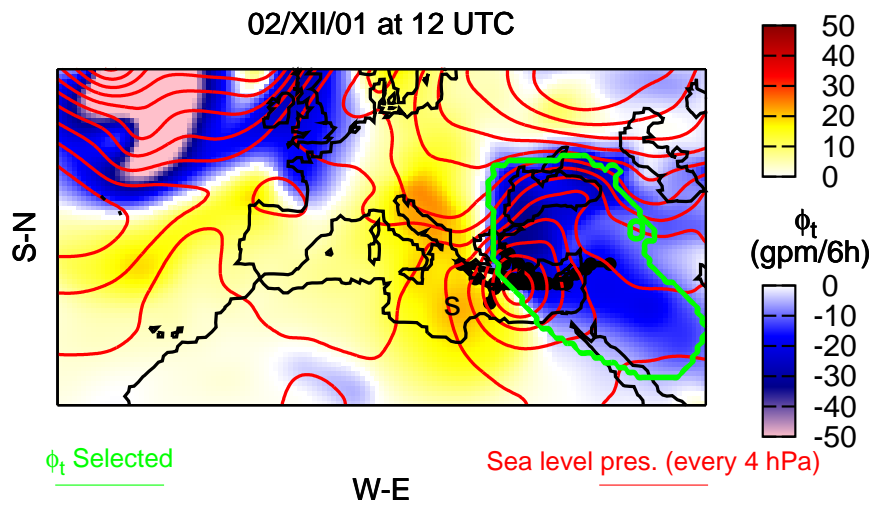 02/XII/01 at 12 UTC
50
40
30
20
10
0
S-N
ϕt
(gpm/6h)
S
0
-10
-20
-30
-40
-50
ϕt Selected
Sea level pres. (every 4 hPa)
W-E